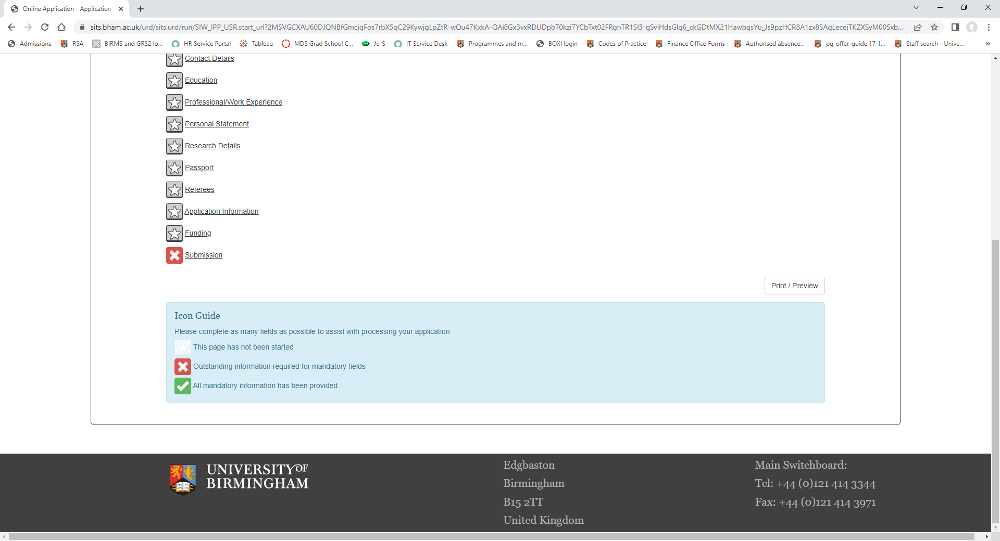 Online Application - Application
sits.bham.ac.uk/urd/sits.urd/run/SIW_IPP_USR.start_url?2MSVGCXAU60DJQNBfGmcjqFos7rbX5qC29KywjgLpZtR-wQu47KxkA-QAi8Gx3vxRDUDpbT0kzi7YCbTxt02FRgnTR1Sl3-gSviHdsGlg6_ckGDtMX21HawbgsYu_Js9pzHCR8A1zx8SAqLecejTKZXSyM00Sxb...
Admissions RSA BIRMS and GRS2 lo... HR Service Portal Tableau MDS Grad School C... Je-S IT Service Desk Programmes and m... BOXI login Codes of Practice Finance Office Forms Authorised absence... pg-offer-guide 17 1... Staff search - Unive... »
Contact Details
Education
Professional/Work Experience
Personal Statement
Research Details
Passport
Referees
Application Information
Funding
Submission
Print / Preview
Icon Guide
Please complete as many fields as possible to assist with processing your application
This page has not been started
Outstanding information required for mandatory fields
All mandatory information has been provided
UNIVERSITY OF
BIRMINGHAM
Edgbaston
Birmingham
B15 2TT
United Kingdom
Main Switchboard:
Tel: +44 (0)121 414 3344
Fax: +44 (0)121 414 3971